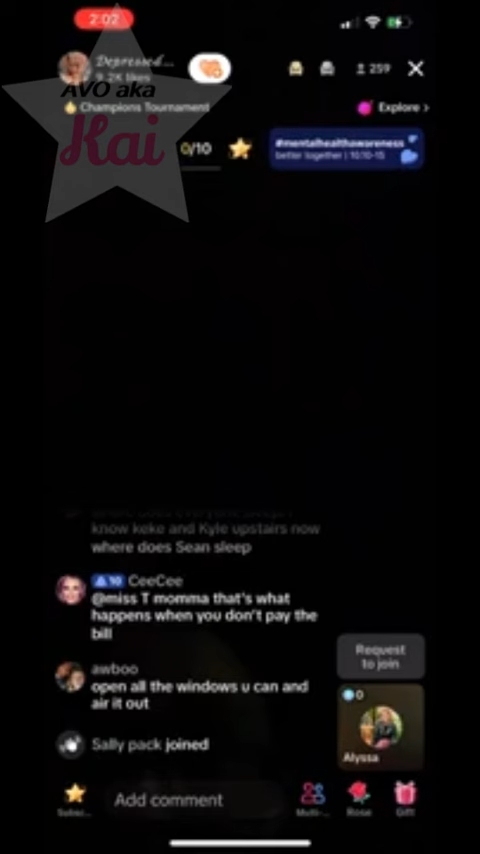 2:02
Depressed...
9.2K likes
259
AVO aka
Kai
Champions Tournament
Explore >
0/10
#mentalhealthawareness
better together | 10.10-15
know keke and Kyle upstairs now
where does Sean sleep
10 CeeCee
@miss T momma that's what
happens when you don't pay the
bill
awboo
open all the windows u can and
air it out
Sally pack joined
Request
to join
0
Alyssa
Subsc...
Add comment
Multi-...
Rose
Gift